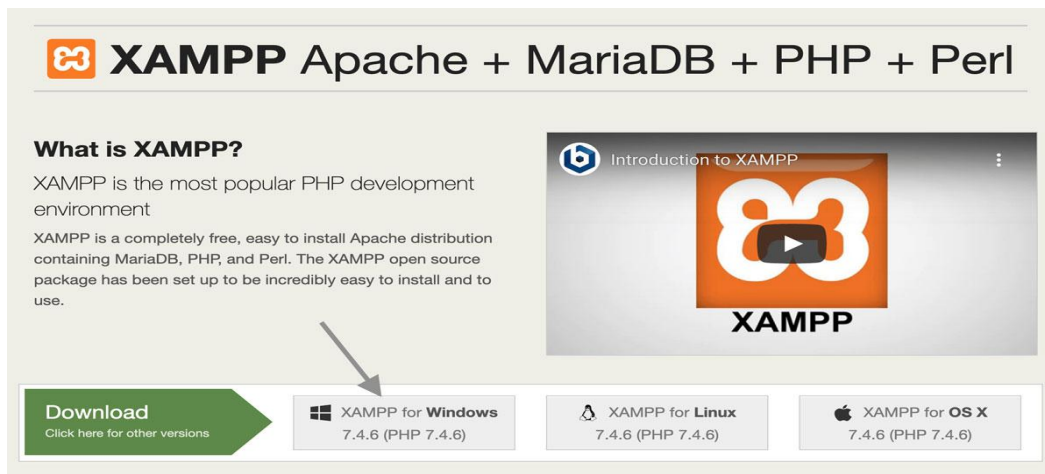 XAMPP Apache + MariaDB + PHP + Perl
What is XAMPP?
XAMPP is the most popular PHP development
environment
XAMPP is a completely free, easy to install Apache distribution
containing MariaDB, PHP, and Perl. The XAMPP open source
package has been set up to be incredibly easy to install and to
use.
Introduction to XAMPP
XAMPP
Download
Click here for other versions
XAMPP for Windows
7.4.6 (PHP 7.4.6)
XAMPP for Linux
7.4.6 (PHP 7.4.6)
XAMPP for OS X
7.4.6 (PHP 7.4.6)